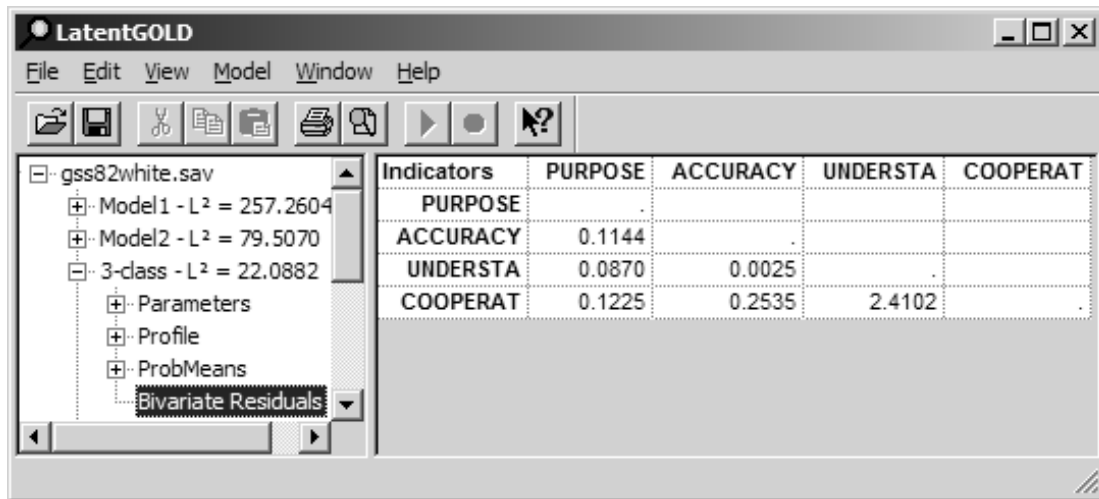 LatentGOLD
File Edit View Model Window Help
gss82white.sav
Model1 - L² = 257.2604
Model2 - L² = 79.5070
3-class - L² = 22.0882
Parameters
Profile
ProbMeans
Bivariate Residuals
Indicators PURPOSE ACCURACY UNDERSTA COOPERAT
PURPOSE .
ACCURACY 0.1144 .
UNDERSTA 0.0870 0.0025 .
COOPERAT 0.1225 0.2535 2.4102 .